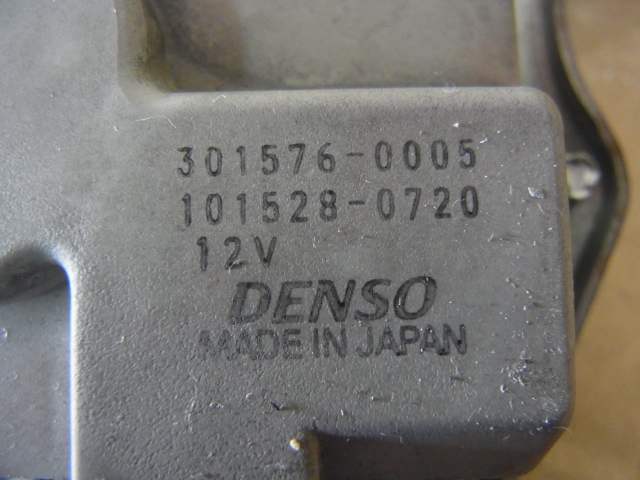 301576-0005
101528-0720
12V
DENSO
MADE IN JAPAN